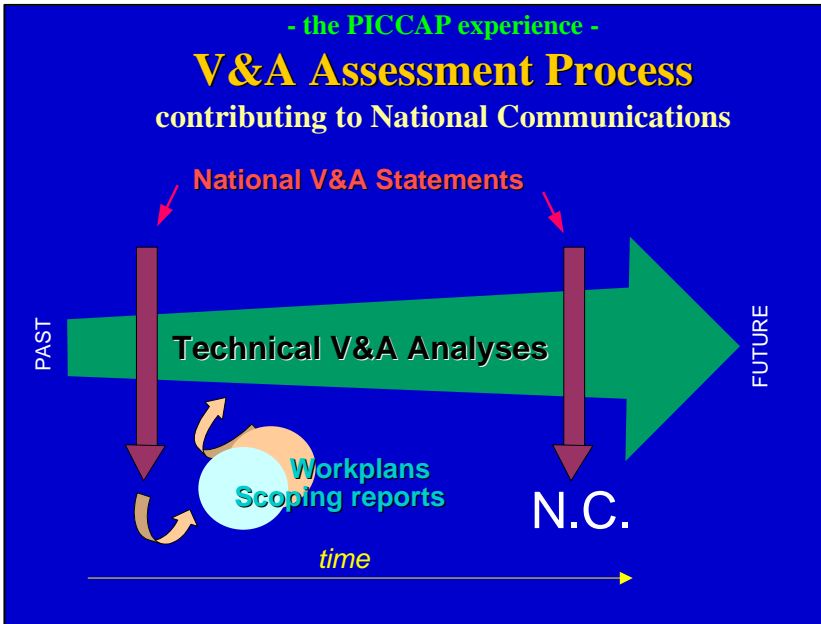 - the PICCAP experience -
V&A Assessment Process
contributing to National Communications
National V&A Statements
PAST
Technical V&A Analyses
FUTURE
Workplans
Scoping reports
N.C.
time